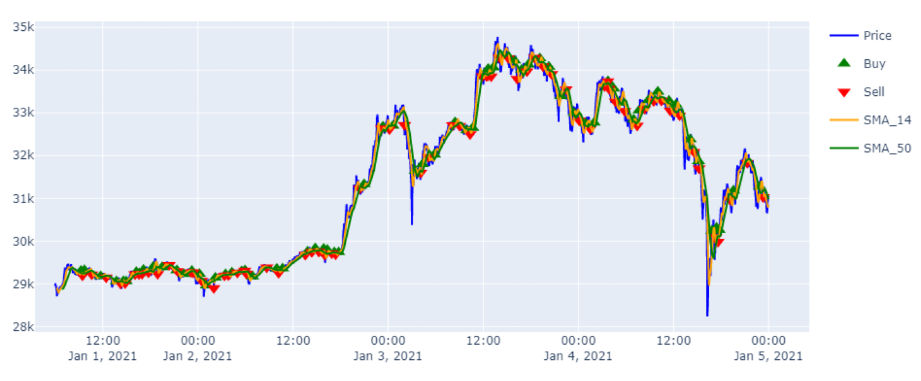 35k
34k
33k
32k
31k
30k
29k
28k
12:00 00:00 12:00 00:00 12:00 00:00 12:00 00:00
Jan 1, 2021 Jan 2, 2021 Jan 3, 2021 Jan 4, 2021 Jan 5, 2021
Price
Buy
Sell
SMA_14
SMA_50